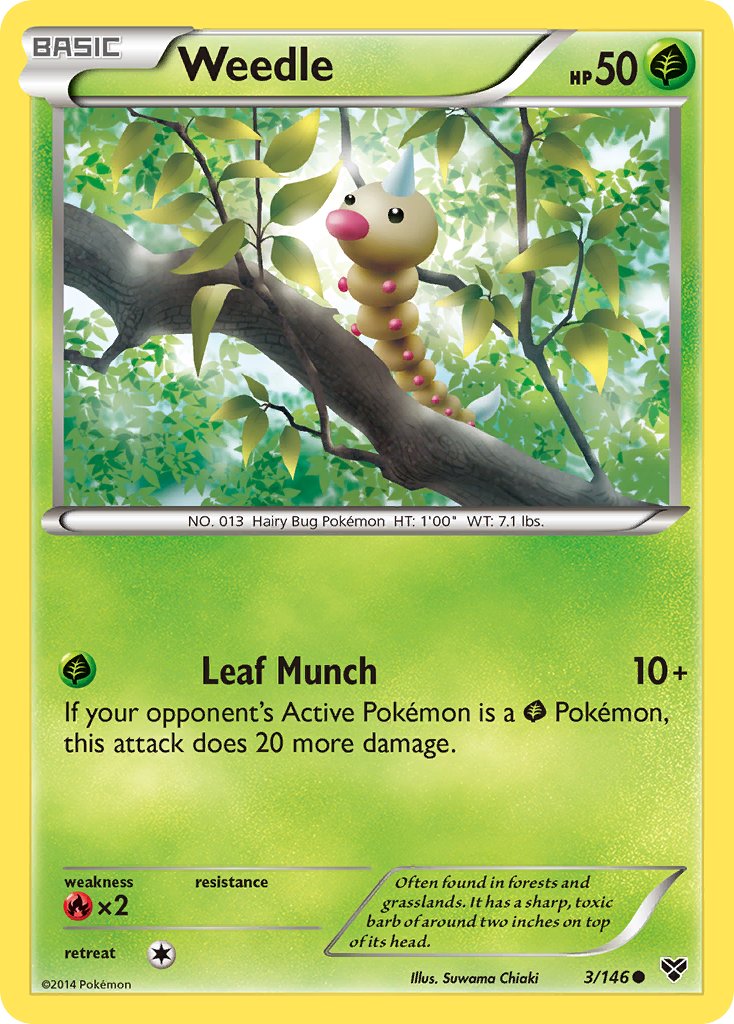 BASIC
Weedle
HP50
NO. 013 Hairy Bug Pokémon HT: 1'00" WT: 7.1 lbs.
Leaf Munch 10+
If your opponent's Active Pokémon is a Pokémon,
this attack does 20 more damage.
weakness resistance
×2
retreat
Often found in forests and
grasslands. It has a sharp, toxic
barb of around two inches on top
of its head.
©2014 Pokémon
Illus. Suwama Chiaki
3/146